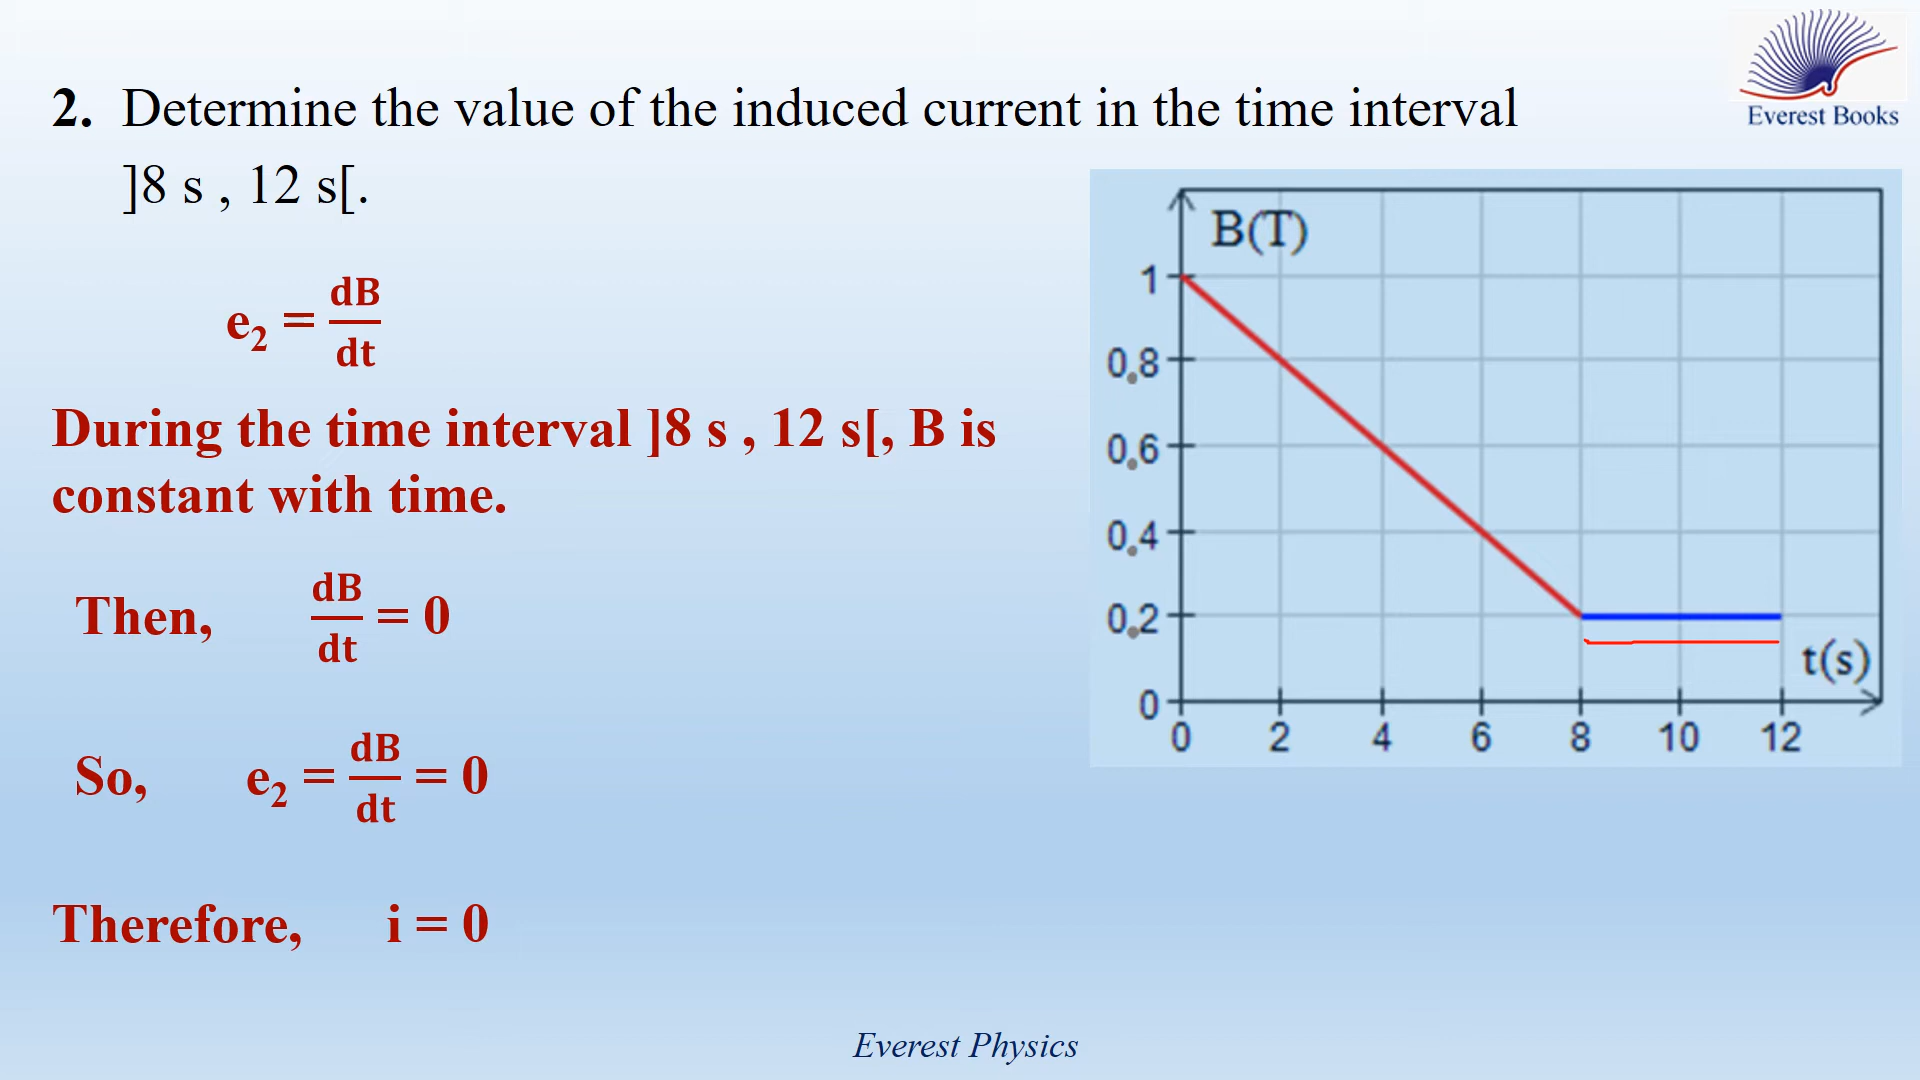 2. Determine the value of the induced current in the time interval
]8 s , 12 s[.
Everest Books
e₂ = dB/dt
During the time interval ]8 s , 12 s[, B is
constant with time.
Then, dB/dt = 0
So, e₂ = dB/dt = 0
Therefore, i = 0
B(T)
1
0.8
0.6
0.4
0.2
0
t(s)
0 2 4 6 8 10 12
Everest Physics